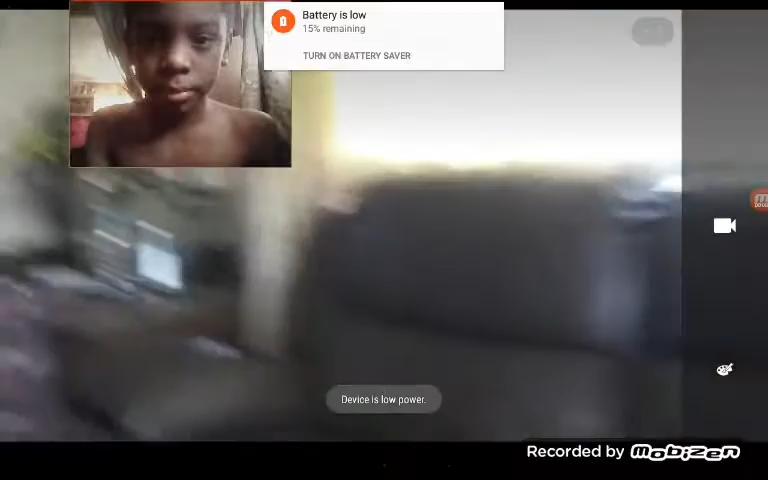 Battery is low
15% remaining
TURN ON BATTERY SAVER
Device is low power.
Recorded by Mobizen